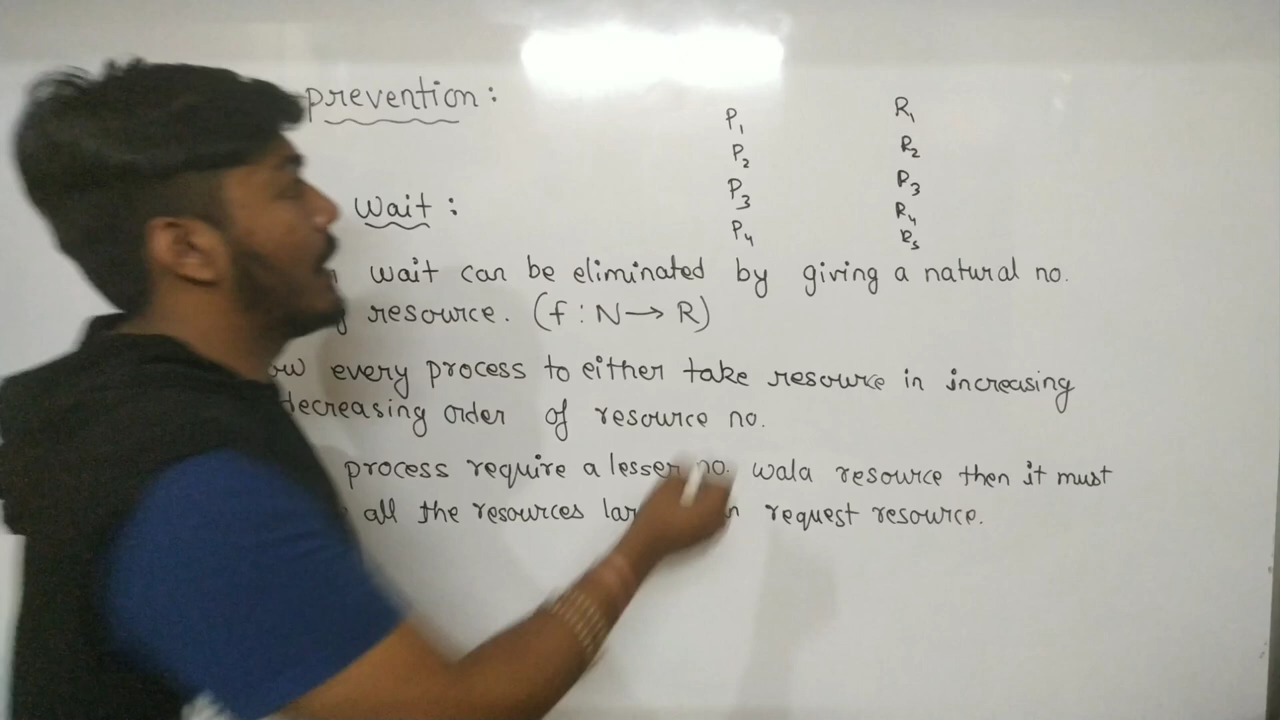 prevention :
P1 R1
P2 R2
P3 R3
P4 R4
R5
wait :
wait can be eliminated by giving a natural no.
resource. (f : N → R)
every process to either take resource in increasing
decreasing order of resource no.
process require a lesser no. wala resource then it must
all the resources request resource.